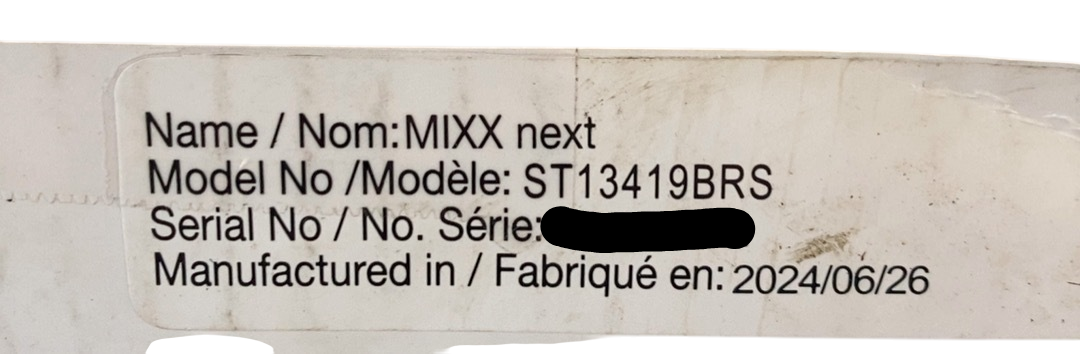 Name / Nom:MIXX next
Model No /Modèle: ST13419BRS
Serial No / No. Série:
Manufactured in / Fabriqué en: 2024/06/26